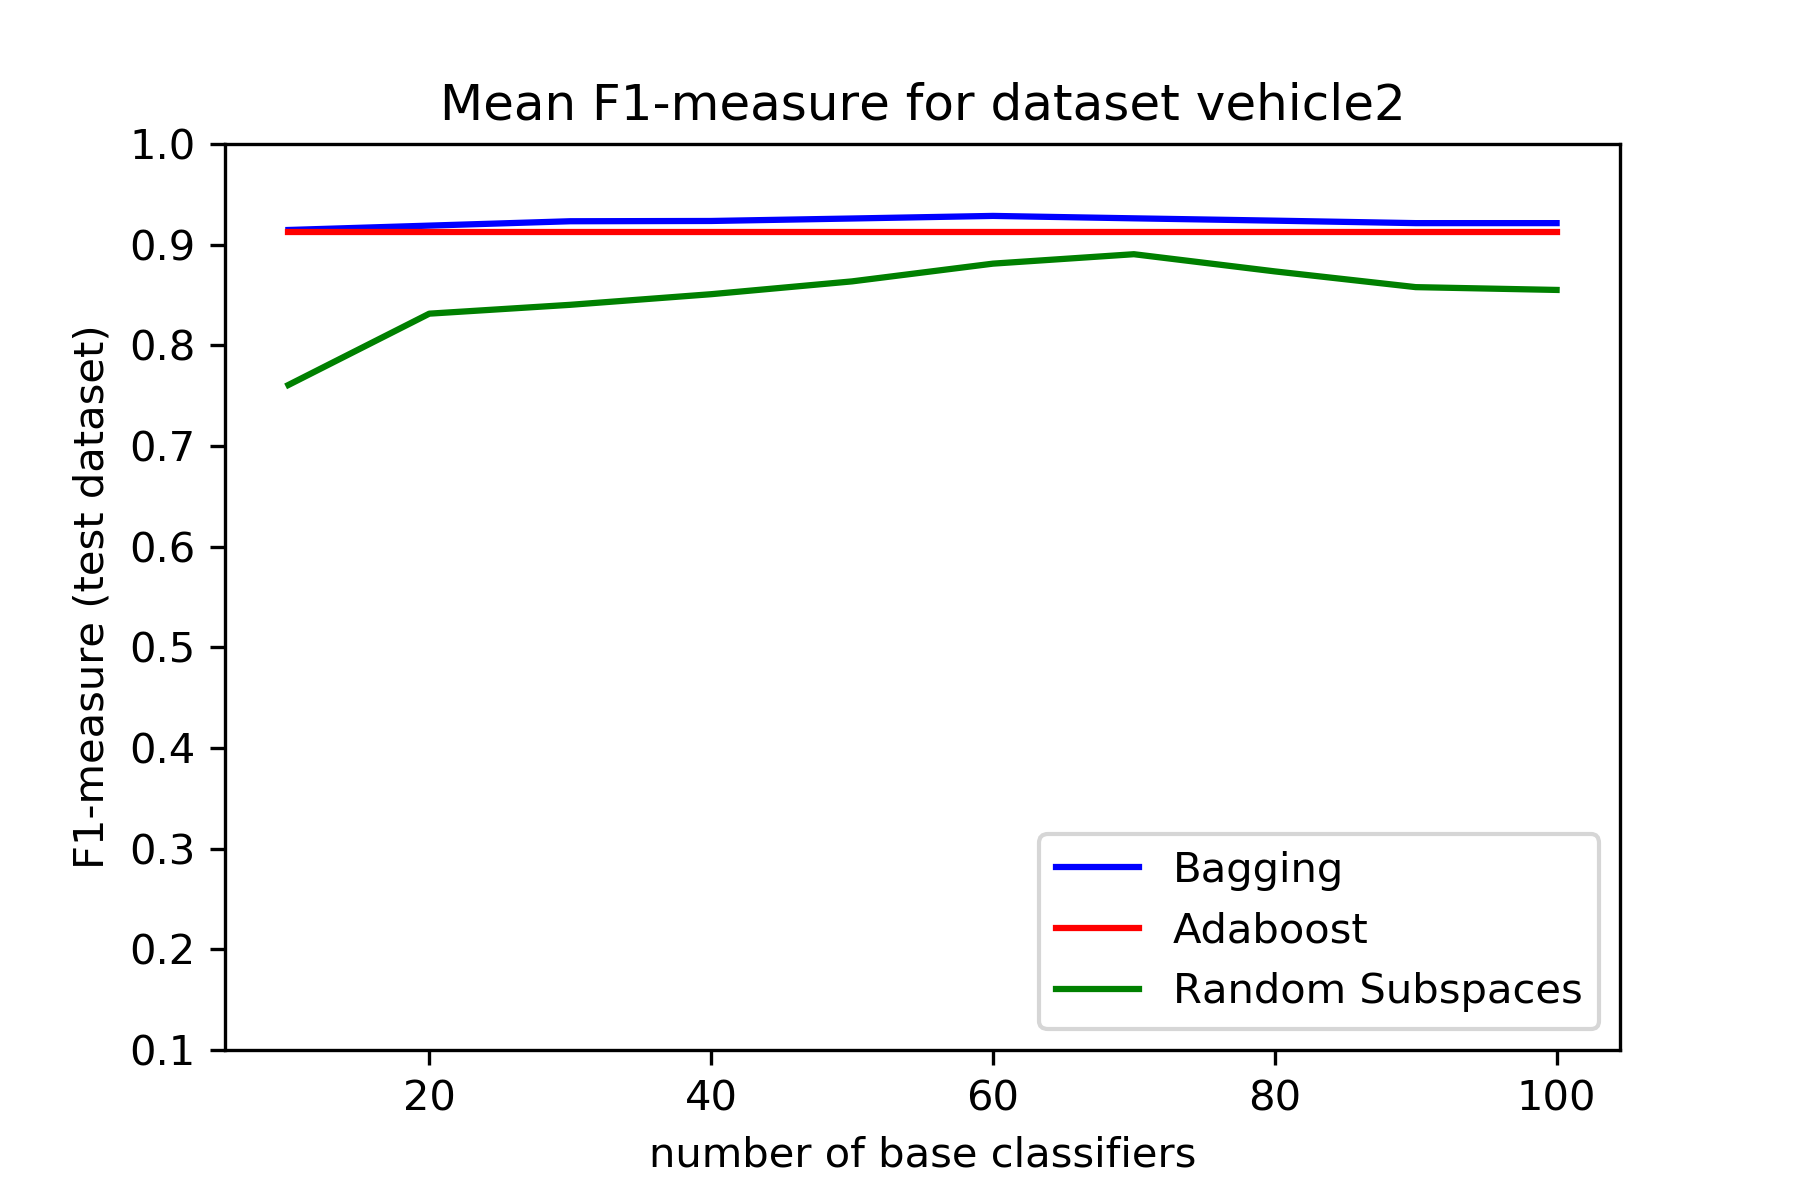 Mean F1-measure for dataset vehicle2
1.0
0.9
0.8
0.7
0.6
0.5
0.4
0.3
0.2
0.1
F1-measure (test dataset)
Bagging
Adaboost
Random Subspaces
20 40 60 80 100
number of base classifiers